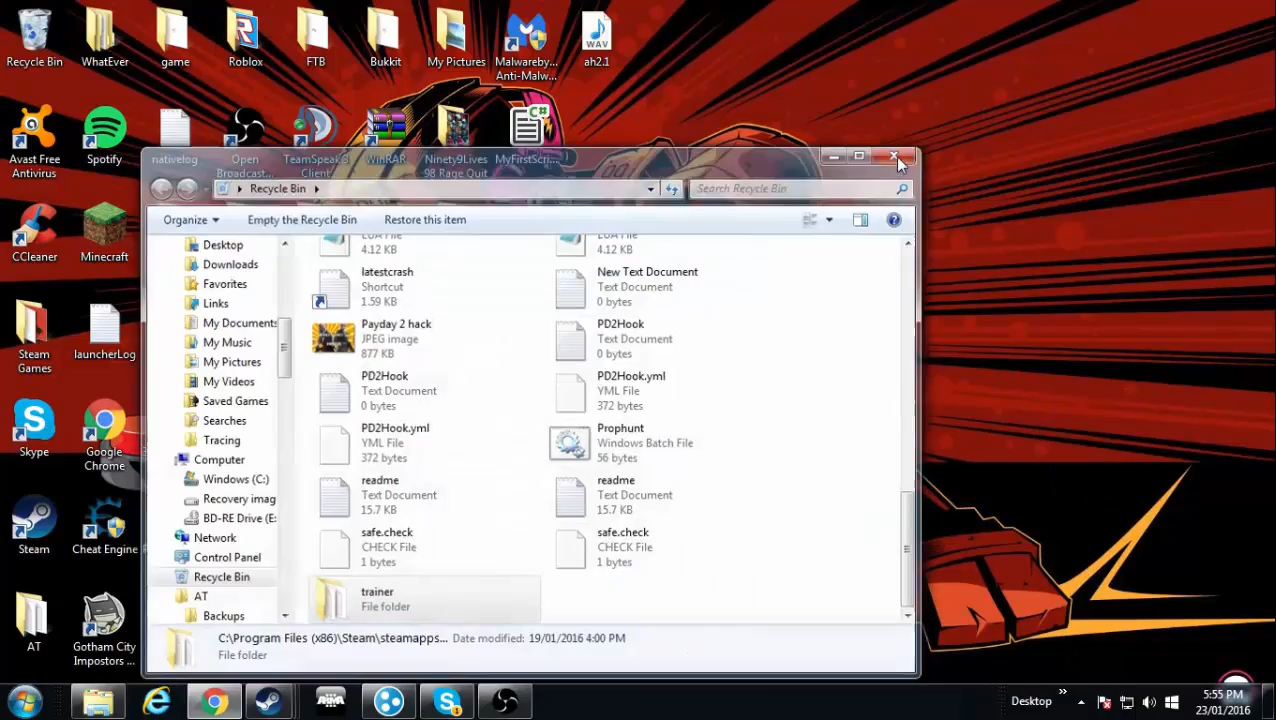 Recycle Bin
WhatEver
game
Roblox
FTB
Bukkit
My Pictures
Malwareby...
Anti-Malw...
WAV
ah2.1
Avast Free
Antivirus
Spotify
nativelog
Open
Broadcast...
TeamSpeak 3
Client
WinRAR
Ninety9Lives
98 Rage Quit
C#
MyFirstScri...
Recycle Bin
Search Recycle Bin
Organize
Empty the Recycle Bin
Restore this item
CCleaner
Minecraft
Steam
Games
launcherLog
Skype
Google
Chrome
Steam
Cheat Engine
AT
Gotham City
Impostors ...
Desktop
Downloads
Favorites
Links
My Documents
My Music
My Pictures
My Videos
Saved Games
Searches
Tracing
Computer
Windows (C:)
Recovery imag
BD-RE Drive (E:
Network
Control Panel
Recycle Bin
AT
Backups
LUA File
4.12 KB
LUA File
4.12 KB
latestcrash
Shortcut
1.59 KB
New Text Document
Text Document
0 bytes
Payday 2 hack
JPEG image
877 KB
PD2Hook
Text Document
0 bytes
PD2Hook
Text Document
0 bytes
PD2Hook.yml
YML File
372 bytes
PD2Hook.yml
YML File
372 bytes
Prophunt
Windows Batch File
56 bytes
readme
Text Document
15.7 KB
readme
Text Document
15.7 KB
safe.check
CHECK File
1 bytes
safe.check
CHECK File
1 bytes
trainer
File folder
C:\Program Files (x86)\Steam\steamapps...
Date modified: 19/01/2016 4:00 PM
File folder
Desktop
5:55 PM
23/01/2016